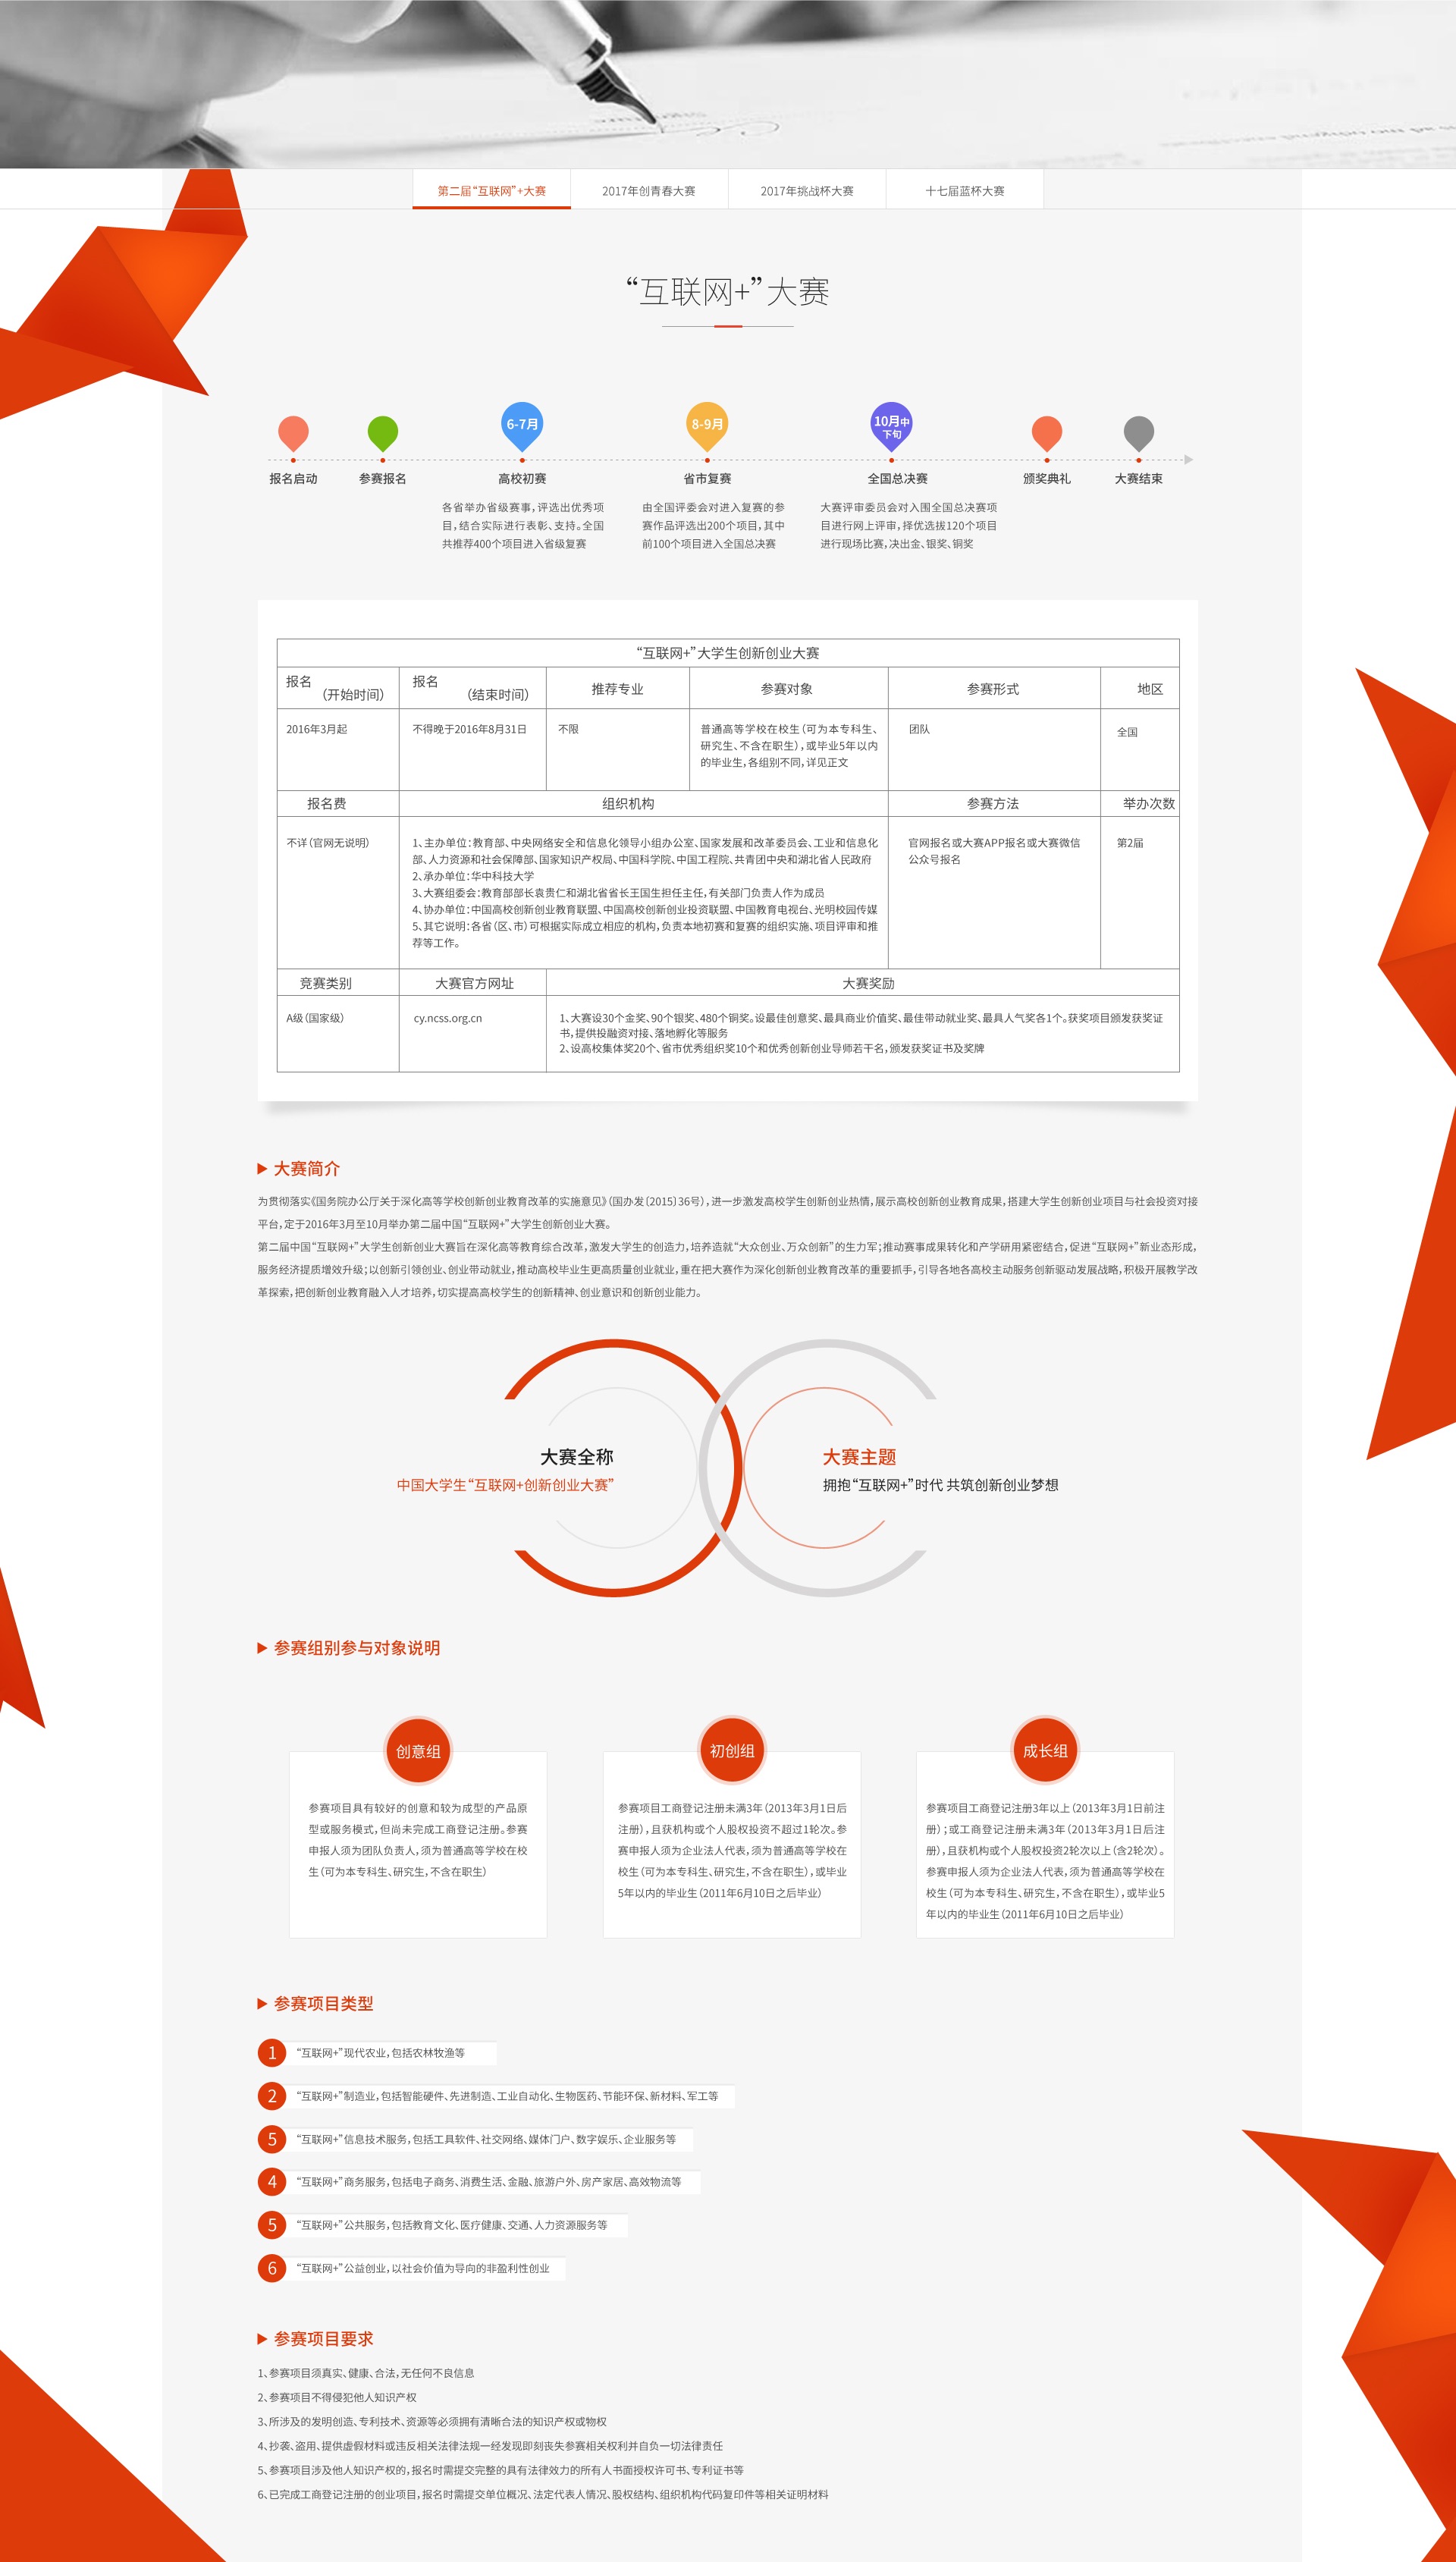 第二届“互联网”+大赛
2017年创青春大赛
2017年挑战杯大赛
十七届蓝杯大赛
“互联网+”大赛
6-7月
8-9月
10月中
下旬
报名启动
参赛报名
高校初赛
省市复赛
全国总决赛
颁奖典礼
大赛结束
各省举办省级赛事，评选出优秀项
目，结合实际进行表彰、支持。全国
共推荐400个项目进入省级复赛
由全国评委会对进入复赛的参
赛作品评选出200个项目，其中
前100个项目进入全国总决赛
大赛评审委员会对入围全国总决赛项
目进行网上评审，择优选拔120个项目
进行现场比赛，决出金、银奖、铜奖
“互联网+”大学生创新创业大赛
报名
（开始时间）
报名
（结束时间）
推荐专业
参赛对象
参赛形式
地区
2016年3月起
不得晚于2016年8月31日
不限
普通高等学校在校生（可为本专科生、
研究生、不含在职生），或毕业5年以内
的毕业生，各组别不同，详见正文
团队
全国
报名费
组织机构
参赛方法
举办次数
不详（官网无说明）
1、主办单位：教育部、中央网络安全和信息化领导小组办公室、国家发展和改革委员会、工业和信息化
部、人力资源和社会保障部、国家知识产权局、中国科学院、中国工程院、共青团中央和湖北省人民政府
2、承办单位：华中科技大学
3、大赛组委会：教育部部长袁贵仁和湖北省省长王国生担任主任，有关部门负责人作为成员
4、协办单位：中国高校创新创业教育联盟、中国高校创新创业投资联盟、中国教育电视台、光明校园传媒
5、其它说明：各省（区、市）可根据实际成立相应的机构，负责本地初赛和复赛的组织实施、项目评审和推
荐等工作。
官网报名或大赛APP报名或大赛微信
公众号报名
第2届
竞赛类别
大赛官方网址
大赛奖励
A级（国家级）
cy.ncss.org.cn
1、大赛设30个金奖、90个银奖、480个铜奖。设最佳创意奖、最具商业价值奖、最佳带动就业奖、最具人气奖各1个。获奖项目颁发获奖证
书，提供投融资对接、落地孵化等服务
2、设高校集体奖20个、省市优秀组织奖10个和优秀创新创业导师若干名，颁发获奖证书及奖牌
大赛简介
为贯彻落实《国务院办公厅关于深化高等学校创新创业教育改革的实施意见》（国办发〔2015〕36号），进一步激发高校学生创新创业热情，展示高校创新创业教育成果，搭建大学生创新创业项目与社会投资对接
平台，定于2016年3月至10月举办第二届中国“互联网+”大学生创新创业大赛。
第二届中国“互联网+”大学生创新创业大赛旨在深化高等教育综合改革，激发大学生的创造力，培养造就“大众创业、万众创新”的生力军；推动赛事成果转化和产学研用紧密结合，促进“互联网+”新业态形成，
服务经济提质增效升级；以创新引领创业、创业带动就业，推动高校毕业生更高质量创业就业，重在把大赛作为深化创新创业教育改革的重要抓手，引导各地各高校主动服务创新驱动发展战略，积极开展教学改
革探索，把创新创业教育融入人才培养，切实提高高校学生的创新精神、创业意识和创新创业能力。
大赛全称
中国大学生“互联网+创新创业大赛”
大赛主题
拥抱“互联网+”时代 共筑创新创业梦想
参赛组别参与对象说明
创意组
参赛项目具有较好的创意和较为成型的产品原
型或服务模式，但尚未完成工商登记注册。参赛
申报人须为团队负责人，须为普通高等学校在校
生（可为本专科生、研究生，不含在职生）
初创组
参赛项目工商登记注册未满3年（2013年3月1日后
注册），且获机构或个人股权投资不超过1轮次。参
赛申报人须为企业法人代表，须为普通高等学校在
校生（可为本专科生、研究生，不含在职生），或毕业
5年以内的毕业生（2011年6月10日之后毕业）
成长组
参赛项目工商登记注册3年以上（2013年3月1日前注
册）；或工商登记注册未满3年（2013年3月1日后注
册），且获机构或个人股权投资2轮次以上（含2轮次）。
参赛申报人须为企业法人代表，须为普通高等学校在
校生（可为本专科生、研究生，不含在职生），或毕业5
年以内的毕业生（2011年6月10日之后毕业）
参赛项目类型
1 “互联网+”现代农业，包括农林牧渔等
2 “互联网+”制造业，包括智能硬件、先进制造、工业自动化、生物医药、节能环保、新材料、军工等
5 “互联网+”信息技术服务，包括工具软件、社交网络、媒体门户、数字娱乐、企业服务等
4 “互联网+”商务服务，包括电子商务、消费生活、金融、旅游户外、房产家居、高效物流等
5 “互联网+”公共服务，包括教育文化、医疗健康、交通、人力资源服务等
6 “互联网+”公益创业，以社会价值为导向的非盈利性创业
参赛项目要求
1、参赛项目须真实、健康、合法，无任何不良信息
2、参赛项目不得侵犯他人知识产权
3、所涉及的发明创造、专利技术、资源等必须拥有清晰合法的知识产权或物权
4、抄袭、盗用、提供虚假材料或违反相关法律法规一经发现即刻丧失参赛相关权利并自负一切法律责任
5、参赛项目涉及他人知识产权的，报名时需提交完整的具有法律效力的所有人书面授权许可书、专利证书等
6、已完成工商登记注册的创业项目，报名时需提交单位概况、法定代表人情况、股权结构、组织机构代码复印件等相关证明材料